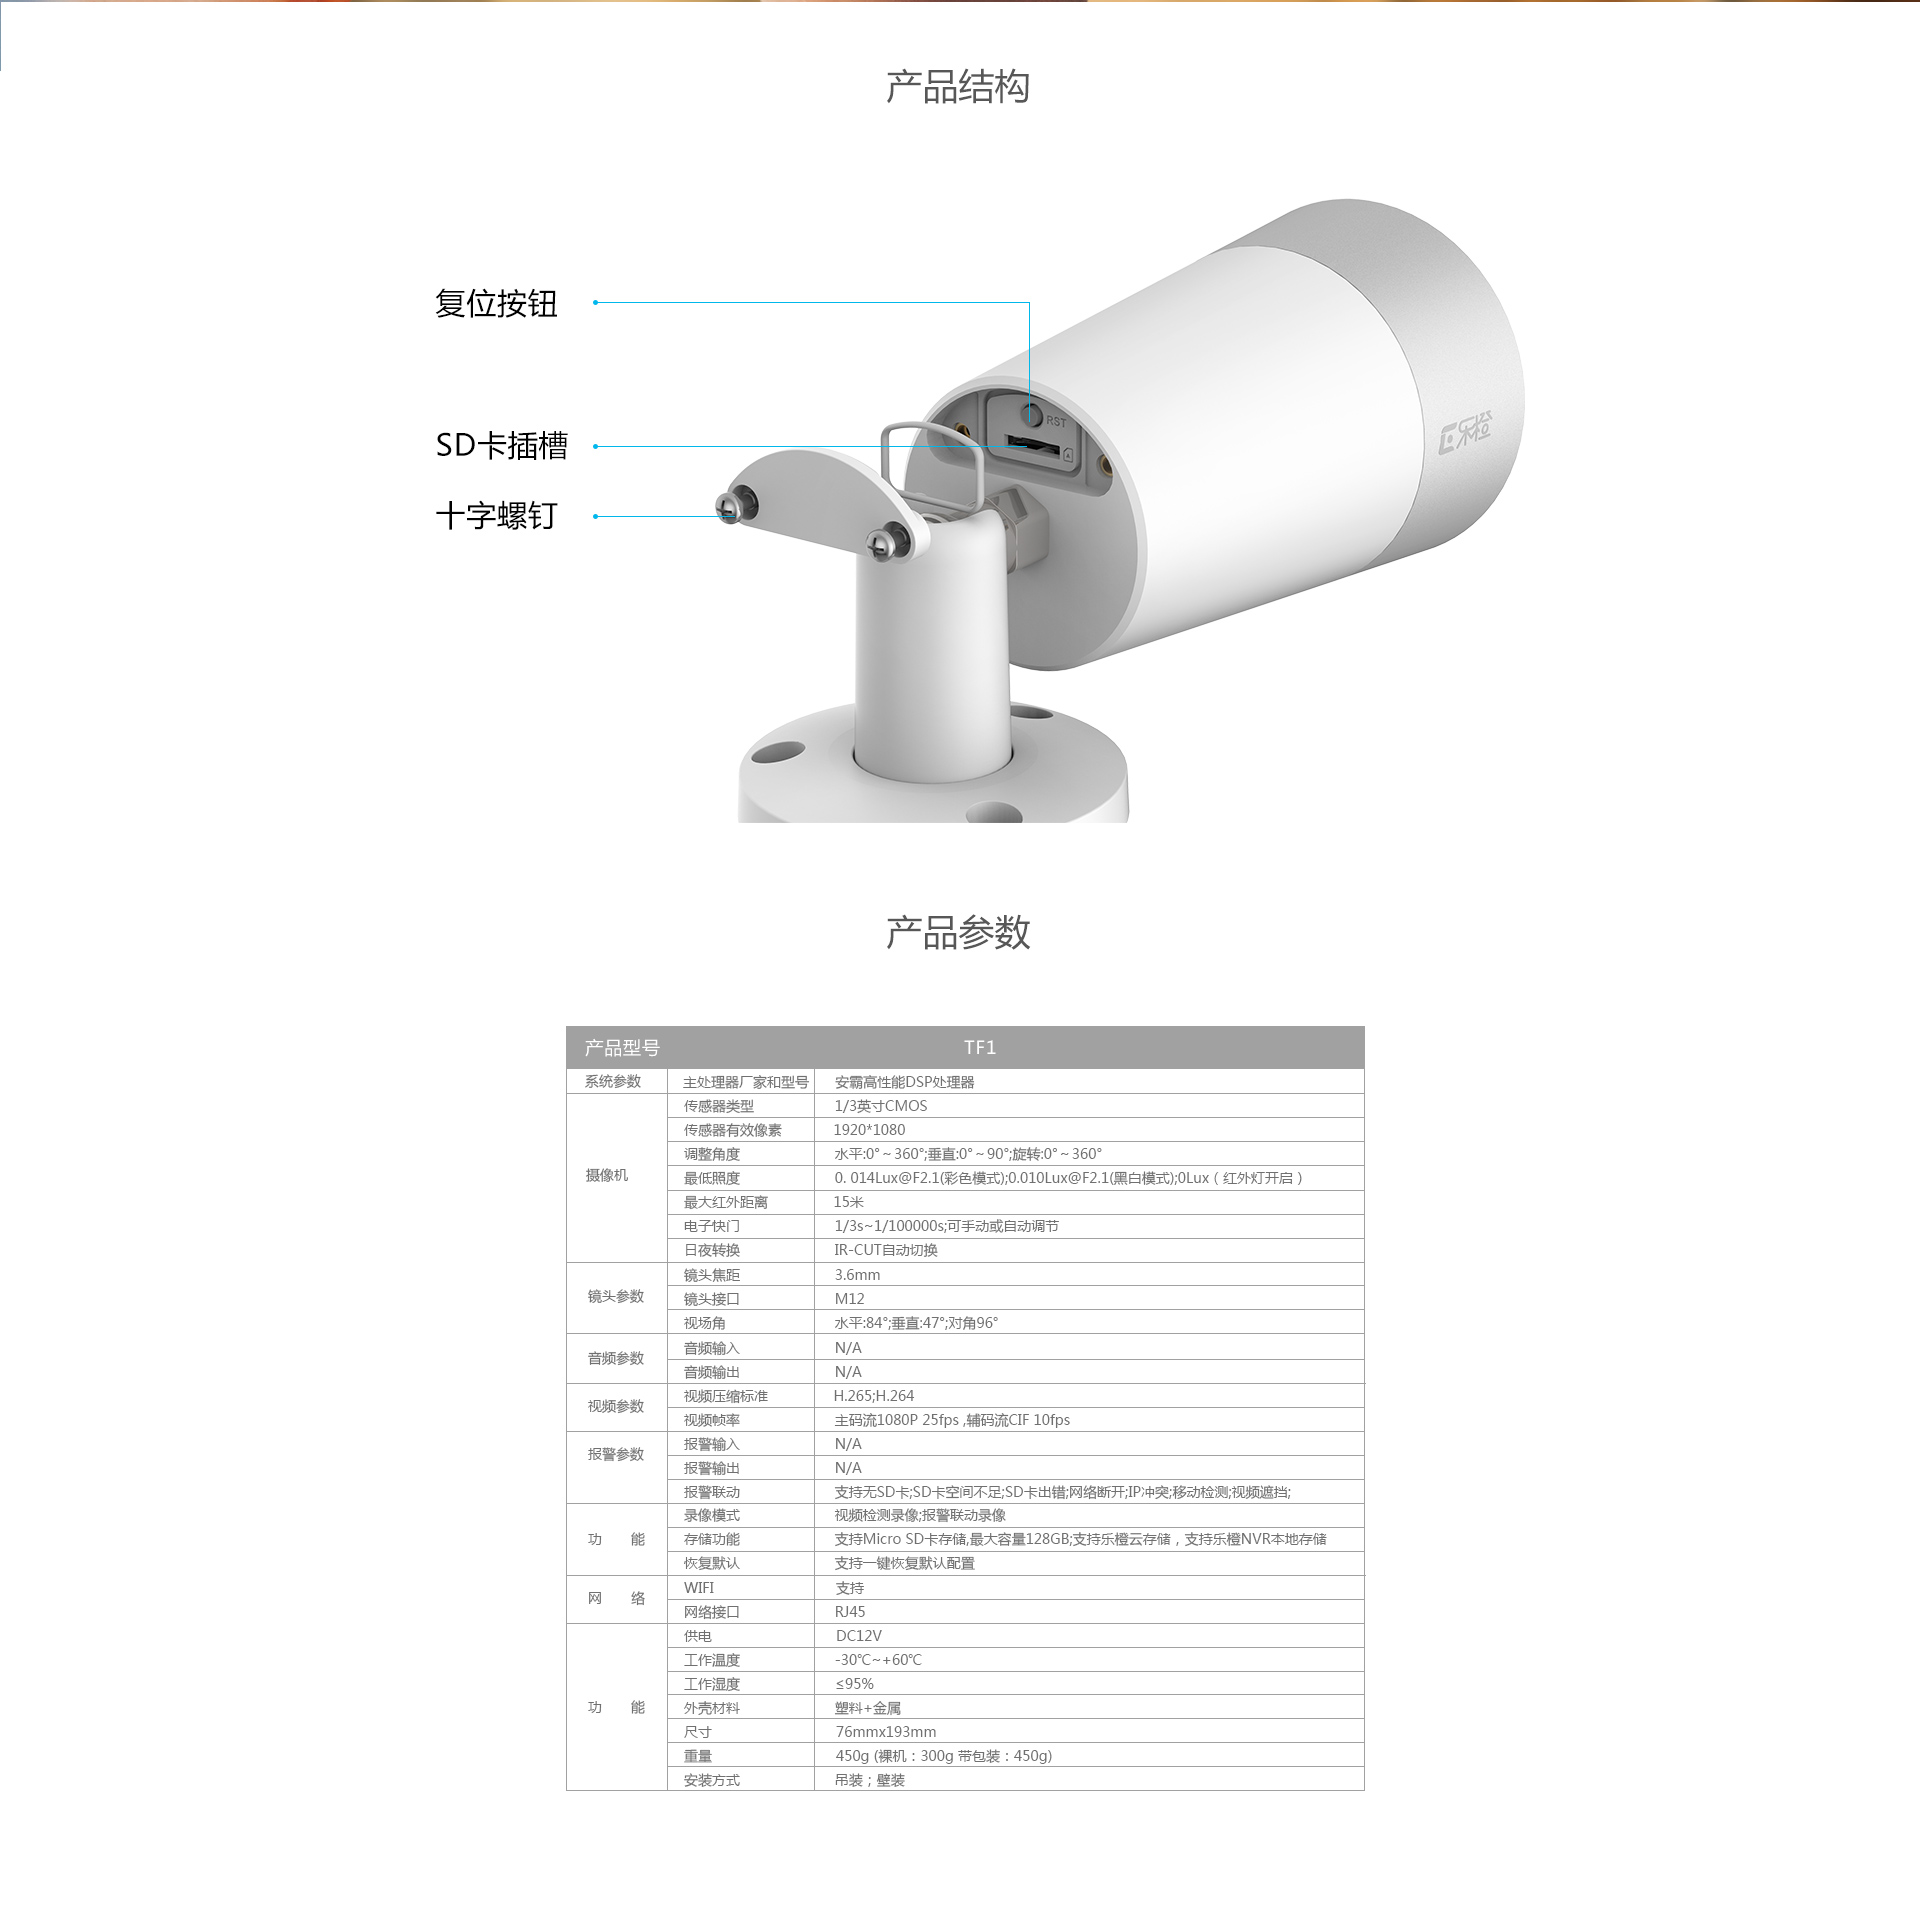 产品结构
复位按钮
RST
乐橙
SD卡插槽
十字螺钉
产品参数
产品型号 TF1
系统参数 主处理器厂家和型号 安霸高性能DSP处理器
摄像机 传感器类型 1/3英寸CMOS
传感器有效像素 1920*1080
调整角度 水平:0°～360°;垂直:0°～90°;旋转:0°～360°
最低照度 0. 014Lux@F2.1(彩色模式);0.010Lux@F2.1(黑白模式);0Lux（红外灯开启）
最大红外距离 15米
电子快门 1/3s~1/100000s;可手动或自动调节
日夜转换 IR-CUT自动切换
镜头参数 镜头焦距 3.6mm
镜头接口 M12
视场角 水平:84°;垂直:47°;对角96°
音频参数 音频输入 N/A
音频输出 N/A
视频参数 视频压缩标准 H.265;H.264
视频帧率 主码流1080P 25fps ,辅码流CIF 10fps
报警参数 报警输入 N/A
报警输出 N/A
报警联动 支持无SD卡;SD卡空间不足;SD卡出错;网络断开;IP冲突;移动检测;视频遮挡;
功 能 录像模式 视频检测录像;报警联动录像
存储功能 支持Micro SD卡存储,最大容量128GB;支持乐橙云存储，支持乐橙NVR本地存储
恢复默认 支持一键恢复默认配置
网 络 WIFI 支持
网络接口 RJ45
功 能 供电 DC12V
工作温度 -30℃~+60℃
工作湿度 ≤95%
外壳材料 塑料+金属
尺寸 76mmx193mm
重量 450g (裸机：300g 带包装：450g)
安装方式 吊装；壁装